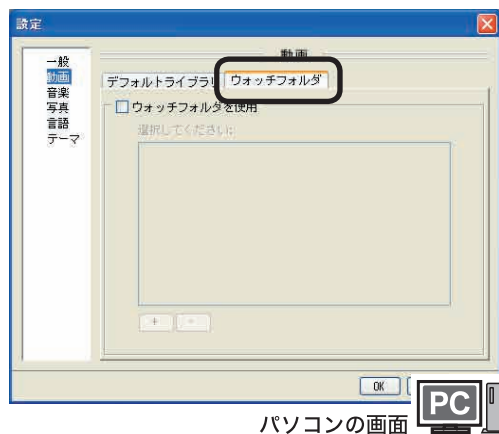 設定
一般
動画
音楽
写真
言語
テーマ
動画
デフォルトライブラリ ウォッチフォルダ
ウォッチフォルダを使用
選択してください:
+ -
OK
パソコンの画面 PC